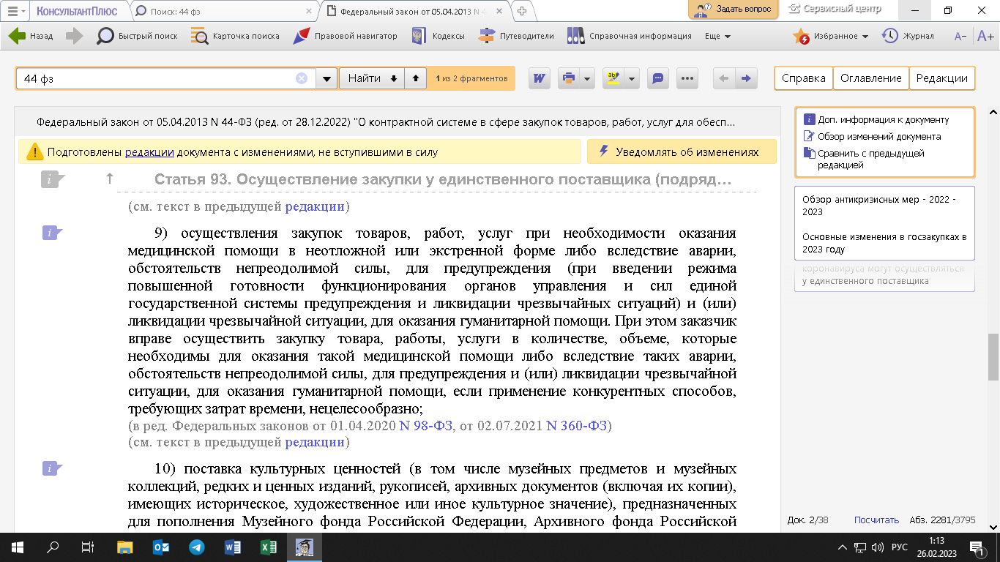 КОНСУЛЬТАНТПЛЮС
Поиск: 44 фз
Федеральный закон от 05.04.2013 N 4
Задать вопрос
Сервисный центр
Назад
Быстрый поиск
Карточка поиска
Правовой навигатор
Кодексы
Путеводители
Справочная информация
Еще
Избранное
Журнал
А−
А+
44 фз
Найти
1 из 2 фрагментов
Справка
Оглавление
Редакции
Федеральный закон от 05.04.2013 N 44-ФЗ (ред. от 28.12.2022) "О контрактной системе в сфере закупок товаров, работ, услуг для обесп...
Подготовлены редакции документа с изменениями, не вступившими в силу
Уведомлять об изменениях
Статья 93. Осуществление закупки у единственного поставщика (подряд...
(см. текст в предыдущей редакции)
9) осуществления закупок товаров, работ, услуг при необходимости оказания
медицинской помощи в неотложной или экстренной форме либо вследствие аварии,
обстоятельств непреодолимой силы, для предупреждения (при введении режима
повышенной готовности функционирования органов управления и сил единой
государственной системы предупреждения и ликвидации чрезвычайных ситуаций) и (или)
ликвидации чрезвычайной ситуации, для оказания гуманитарной помощи. При этом заказчик
вправе осуществить закупку товара, работы, услуги в количестве, объеме, которые
необходимы для оказания такой медицинской помощи либо вследствие таких аварии,
обстоятельств непреодолимой силы, для предупреждения и (или) ликвидации чрезвычайной
ситуации, для оказания гуманитарной помощи, если применение конкурентных способов,
требующих затрат времени, нецелесообразно;
(в ред. Федеральных законов от 01.04.2020 N 98-ФЗ, от 02.07.2021 N 360-ФЗ)
(см. текст в предыдущей редакции)
10) поставка культурных ценностей (в том числе музейных предметов и музейных
коллекций, редких и ценных изданий, рукописей, архивных документов (включая их копии),
имеющих историческое, художественное или иное культурное значение), предназначенных
для пополнения Музейного фонда Российской Федерации, Архивного фонда Российской
Доп. информация к документу
Обзор изменений документа
Сравнить с предыдущей
редакцией
Обзор антикризисных мер - 2022 -
2023
Основные изменения в госзакупках в
2023 году
коронавируса могут осуществляться
у единственного поставщика
Док. 2/38
Посчитать
Абз. 2281/3795
РУС
1:13
26.02.2023
1